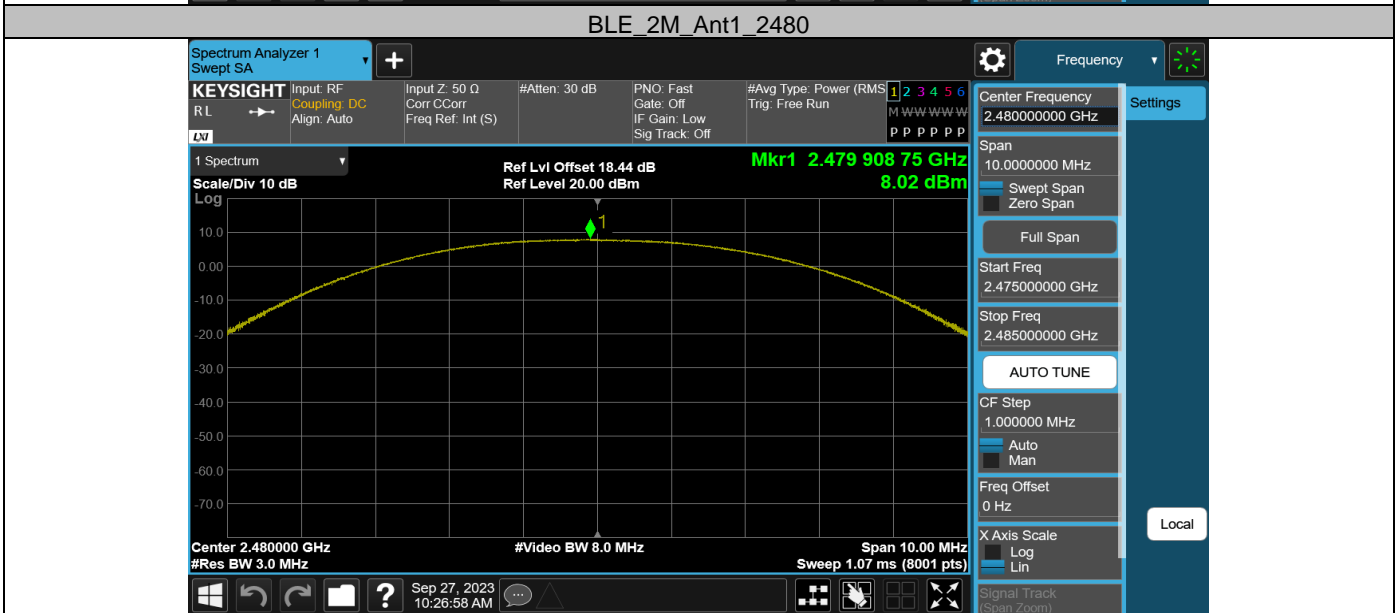 BLE_2M_Ant1_2480
Spectrum Analyzer 1
Swept SA
+
Frequency
KEYSIGHT
R L
LXI
Input: RF
Coupling: DC
Align: Auto
Input Z: 50 Ω
Corr CCorr
Freq Ref: Int (S)
#Atten: 30 dB
PNO: Fast
Gate: Off
IF Gain: Low
Sig Track: Off
#Avg Type: Power (RMS
Trig: Free Run
1 2 3 4 5 6
M W W W W W
P P P P P P
1 Spectrum
Scale/Div 10 dB
Ref Lvl Offset 18.44 dB
Ref Level 20.00 dBm
Mkr1 2.479 908 75 GHz
8.02 dBm
Log
1
10.0
0.00
-10.0
-20.0
-30.0
-40.0
-50.0
-60.0
-70.0
Center 2.480000 GHz
#Res BW 3.0 MHz
#Video BW 8.0 MHz
Span 10.00 MHz
Sweep 1.07 ms (8001 pts)
Center Frequency
2.480000000 GHz
Settings
Span
10.0000000 MHz
Swept Span
Zero Span
Full Span
Start Freq
2.475000000 GHz
Stop Freq
2.485000000 GHz
AUTO TUNE
CF Step
1.000000 MHz
Auto
Man
Freq Offset
0 Hz
X Axis Scale
Log
Lin
Local
Signal Track
(Span Zoom)
?
Sep 27, 2023
10:26:58 AM